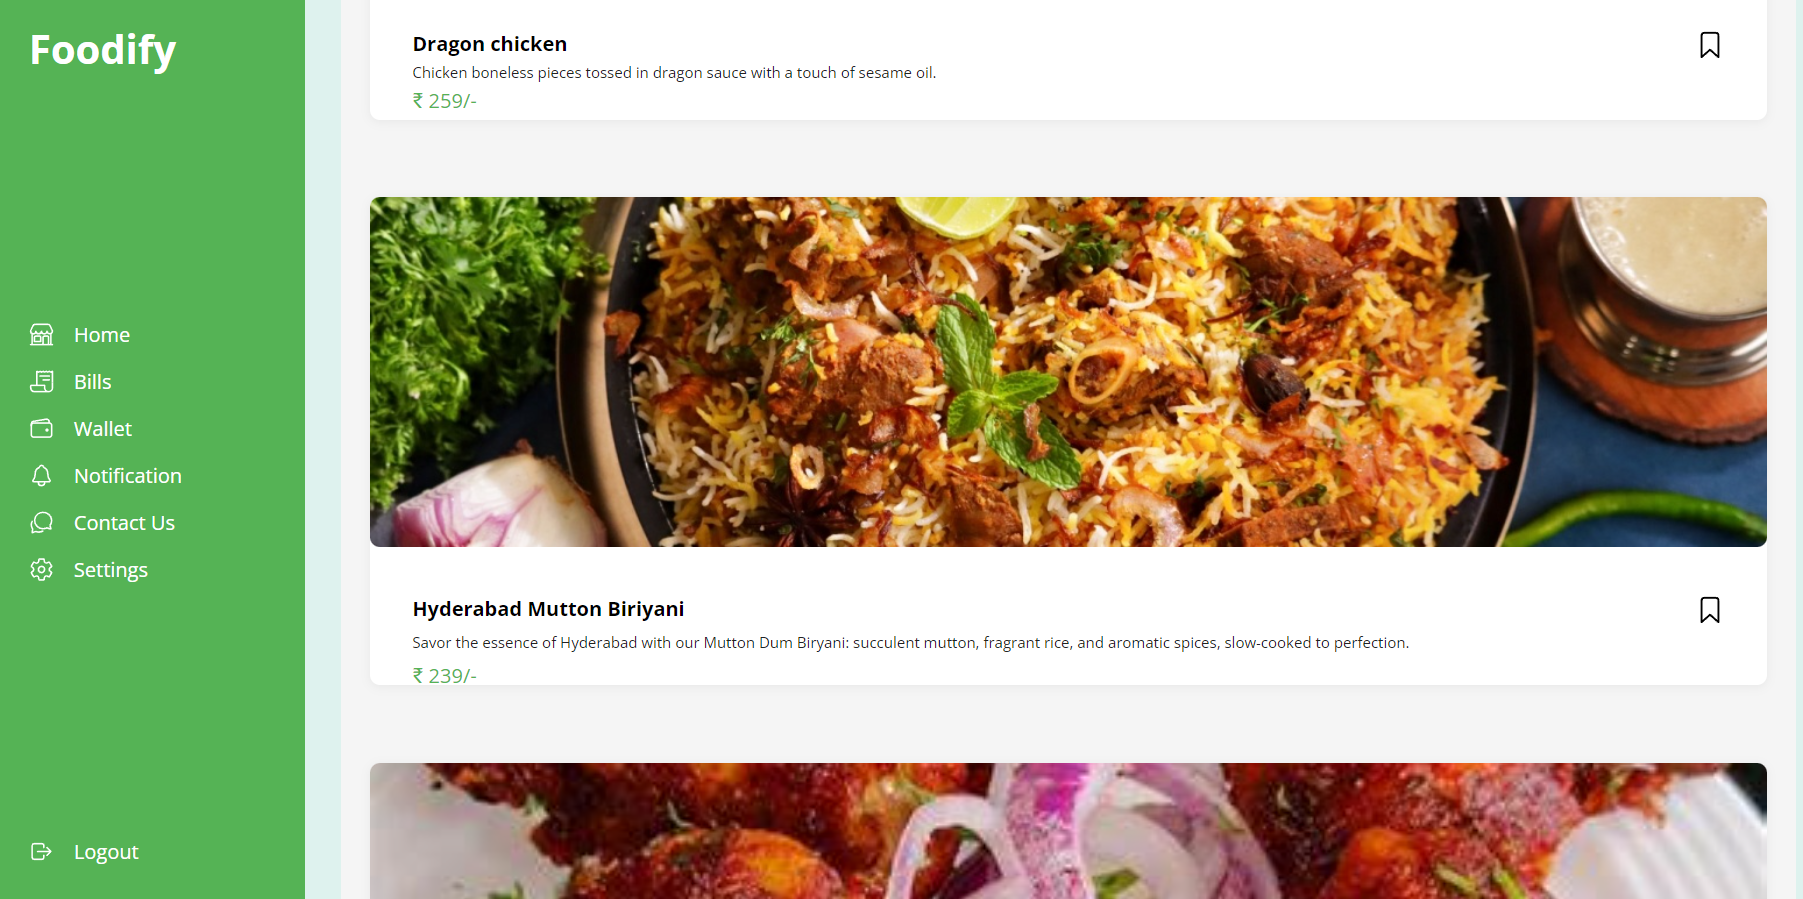 Foodify
Home
Bills
Wallet
Notification
Contact Us
Settings
Logout
Dragon chicken
Chicken boneless pieces tossed in dragon sauce with a touch of sesame oil.
₹ 259/-
Hyderabad Mutton Biriyani
Savor the essence of Hyderabad with our Mutton Dum Biryani: succulent mutton, fragrant rice, and aromatic spices, slow-cooked to perfection.
₹ 239/-